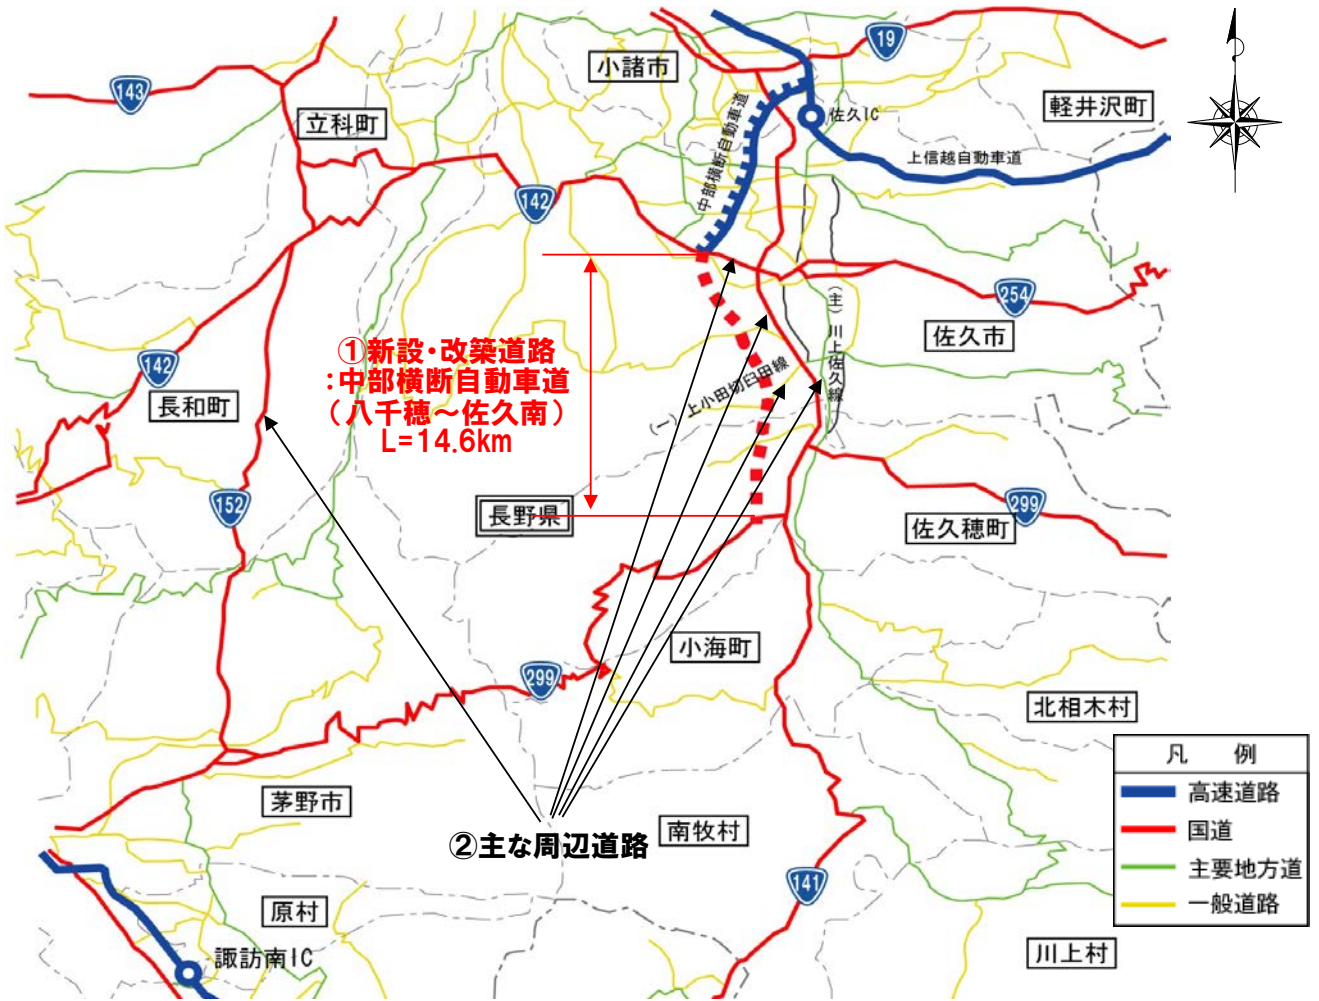 19
小諸市
143
軽井沢町
立科町
佐久IC
中部横断自動車道
上信越自動車道
142
254
(主)川上佐久線
佐久市
①新設・改築道路
:中部横断自動車道
(八千穂～佐久南)
L=14.6km
142
長和町
(一)上小田切臼田線
152
長野県
299
佐久穂町
小海町
299
北相木村
凡 例
高速道路
国道
主要地方道
一般道路
茅野市
南牧村
②主な周辺道路
141
原村
諏訪南IC
川上村